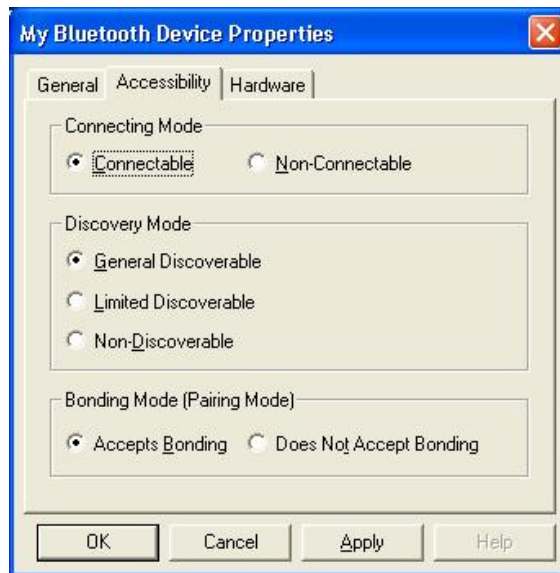 My Bluetooth Device Properties
General Accessibility Hardware
Connecting Mode
Connectable Non-Connectable
Discovery Mode
General Discoverable
Limited Discoverable
Non-Discoverable
Bonding Mode (Pairing Mode)
Accepts Bonding Does Not Accept Bonding
OK Cancel Apply Help